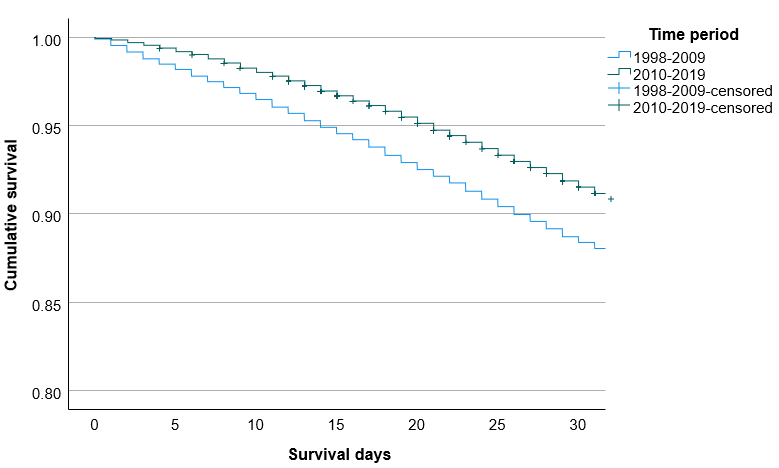 Time period
1998-2009
2010-2019
1998-2009-censored
2010-2019-censored
1.00
0.95
0.90
0.85
0.80
Cumulative survival
0 5 10 15 20 25 30
Survival days